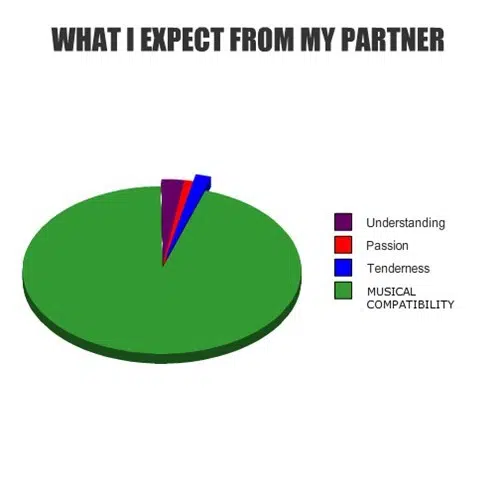 WHAT I EXPECT FROM MY PARTNER
Understanding
Passion
Tenderness
MUSICAL
COMPATIBILITY